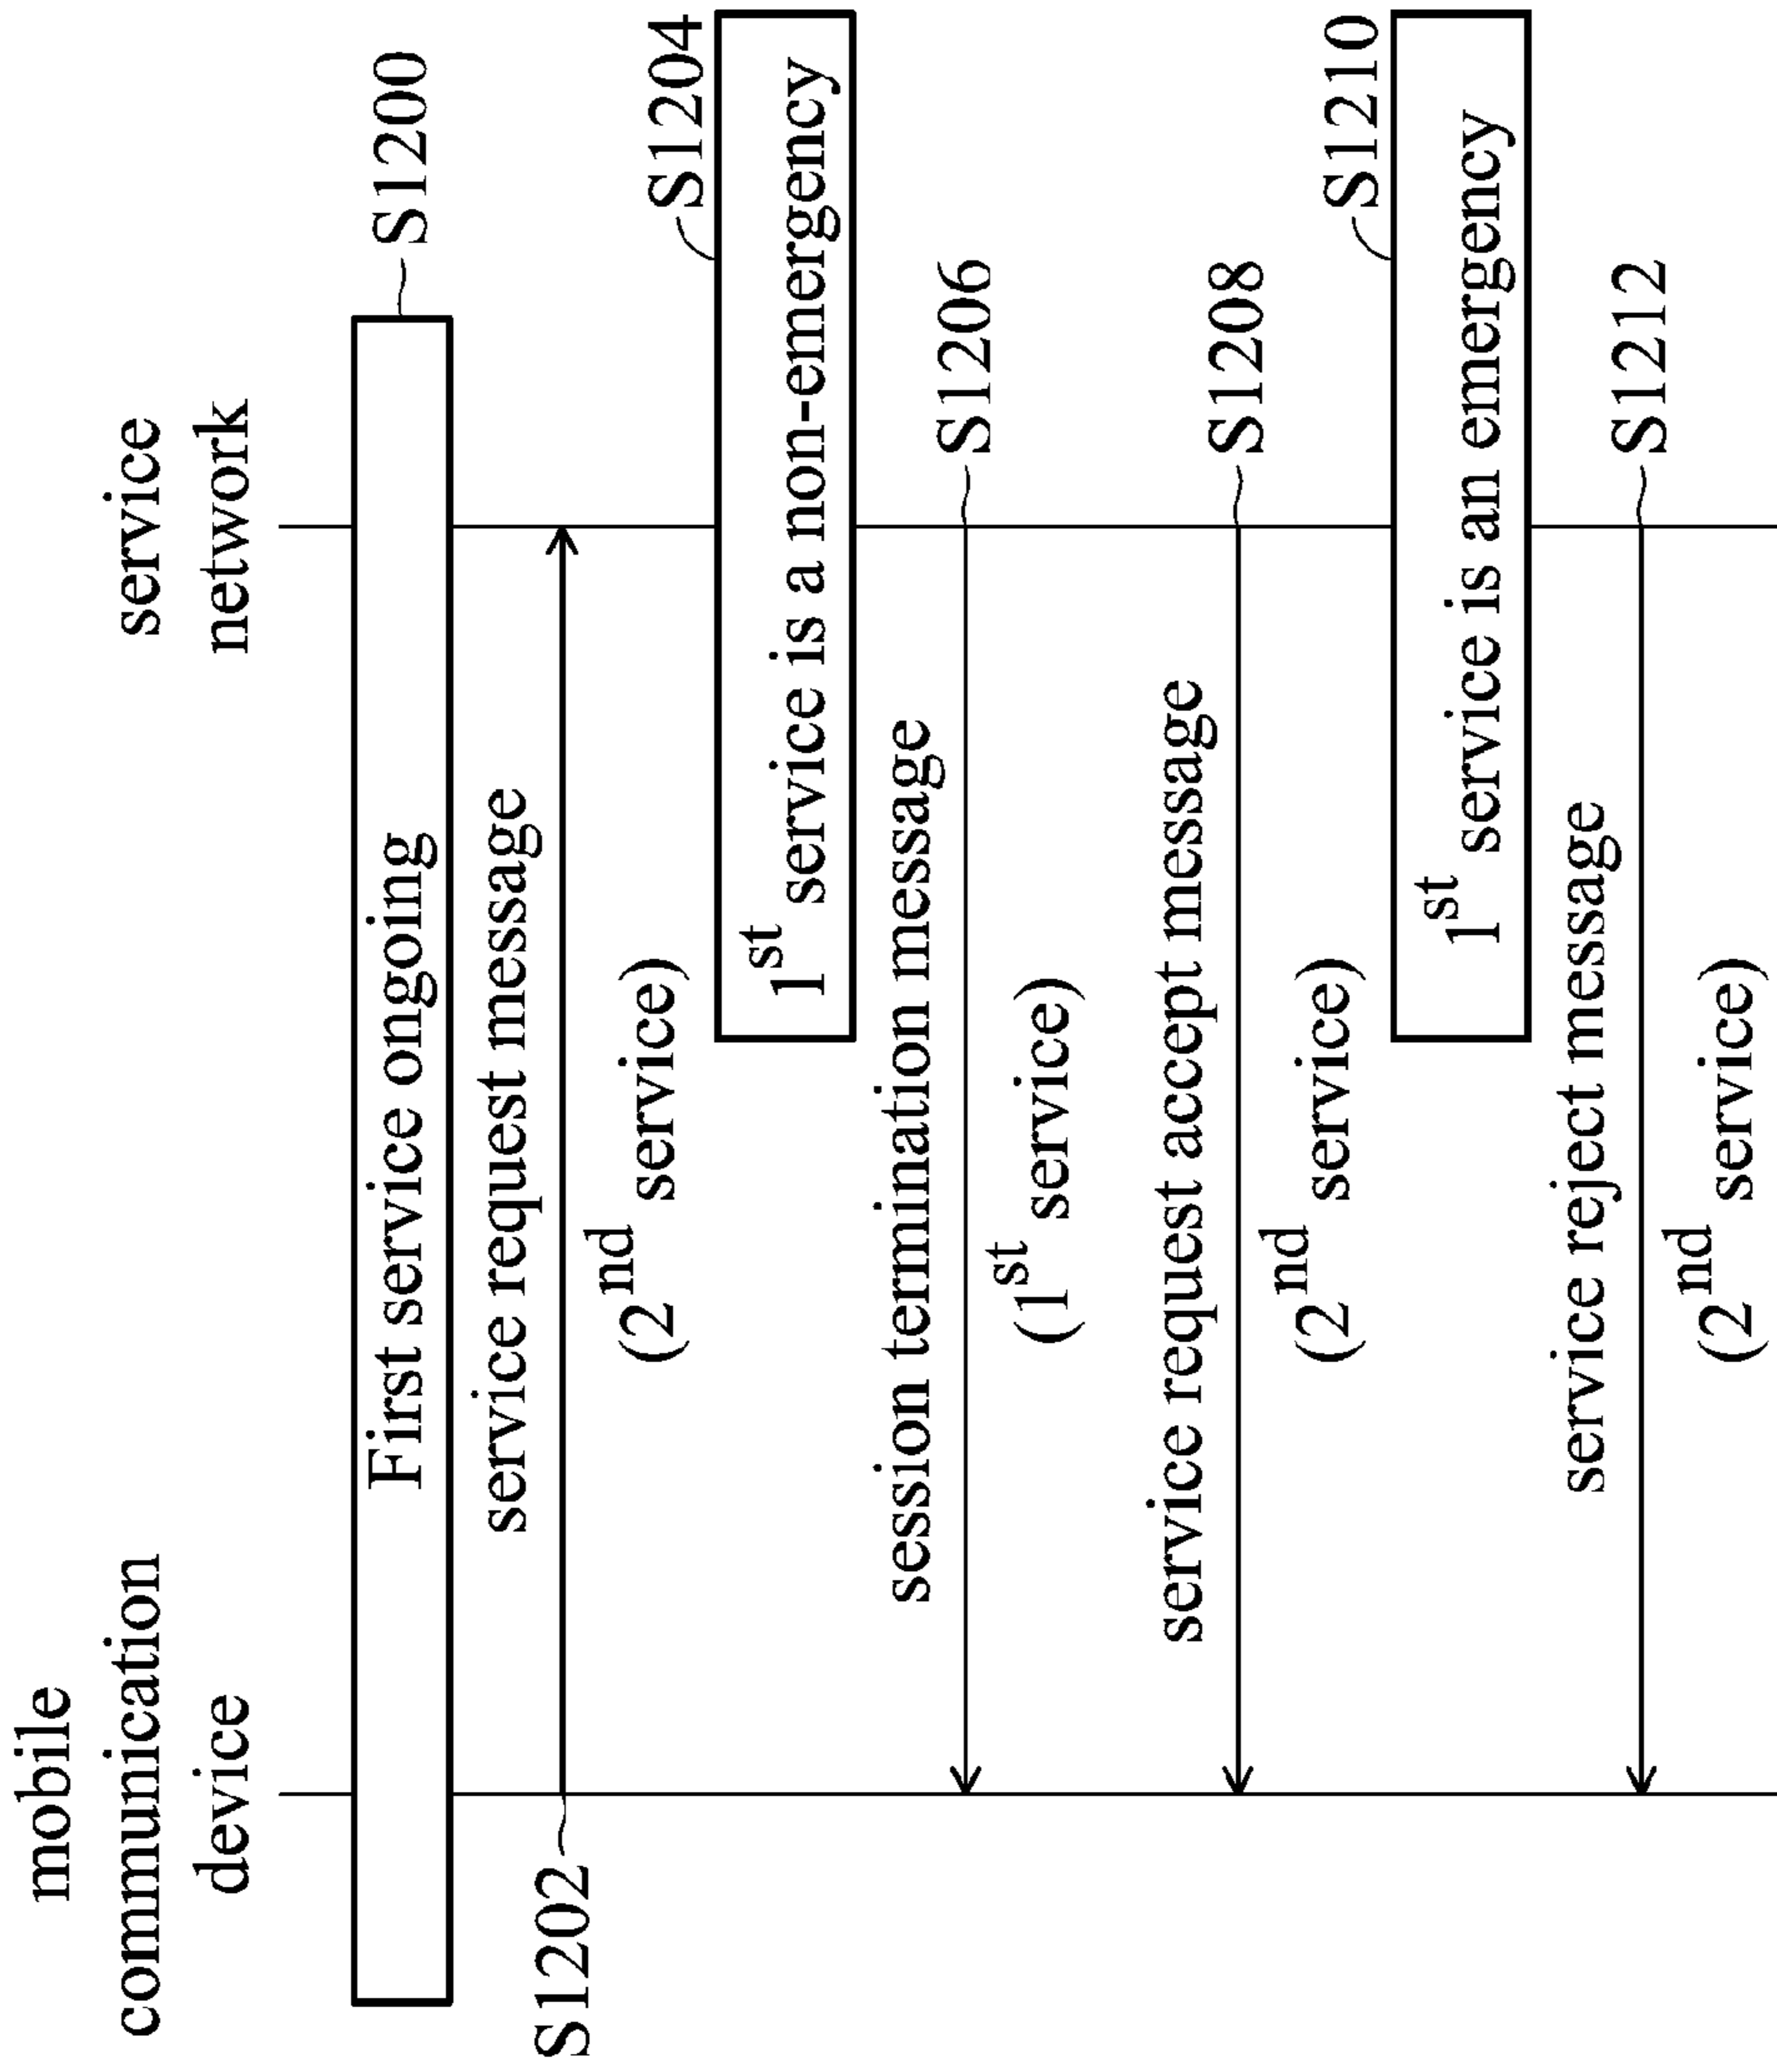 mobile
communication
device
service
network
First service ongoing
S1200
service request message
S1202
(2nd service)
S1204
1st service is a non-emergency
session termination message
S1206
(1st service)
service request accept message
S1208
(2nd service)
S1210
1st service is an emergency
service reject message
S1212
(2nd service)